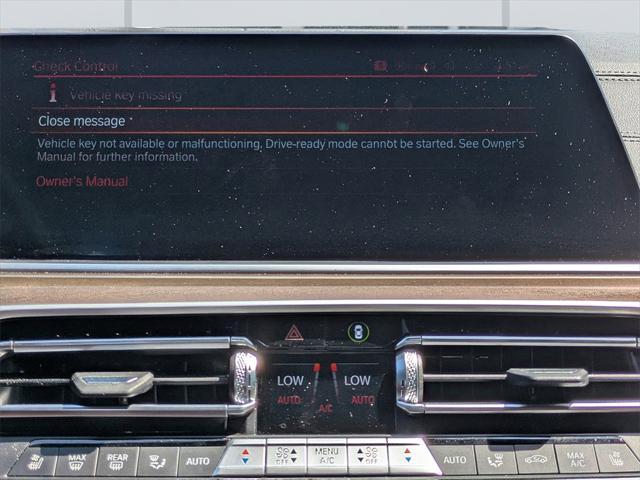 Check Control
Vehicle key missing
Close message
Vehicle key not available or malfunctioning. Drive-ready mode cannot be started. See Owner's
Manual for further information.
Owner's Manual
LOW LOW
AUTO AUTO
A/C
MAX REAR AUTO OFF MENU A/C OFF AUTO MAX A/C